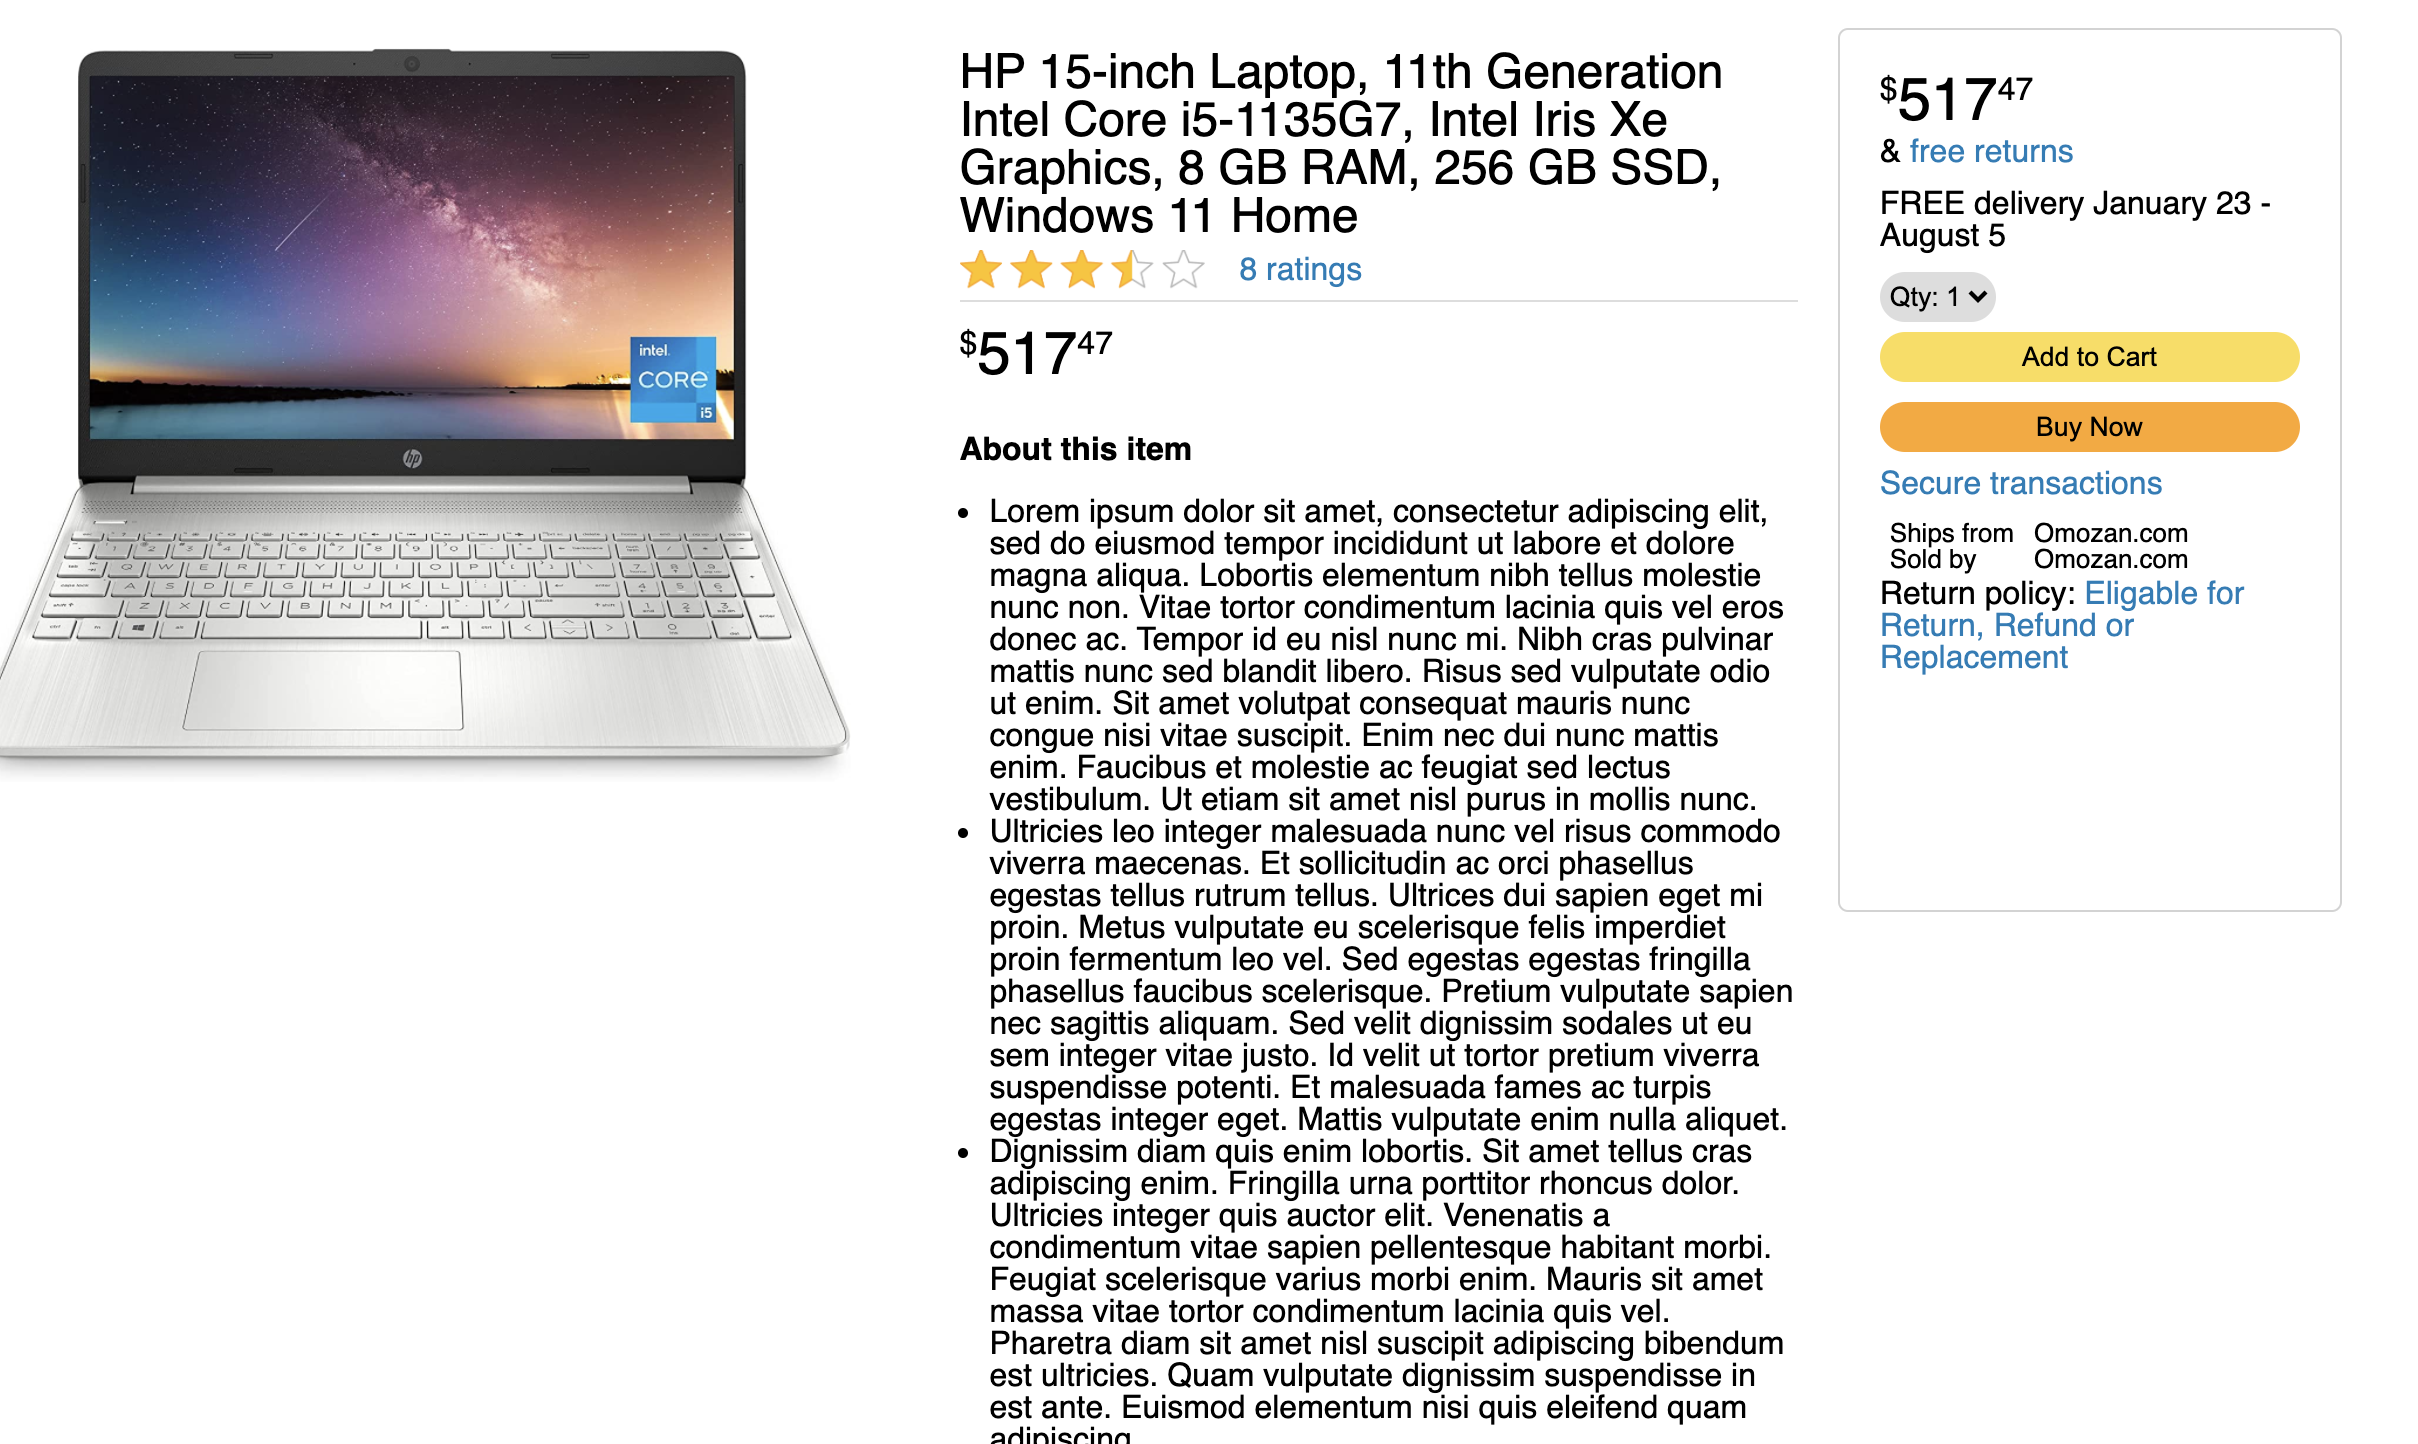 HP 15-inch Laptop, 11th Generation
Intel Core i5-1135G7, Intel Iris Xe
Graphics, 8 GB RAM, 256 GB SSD,
Windows 11 Home
8 ratings
$517 47
About this item
• Lorem ipsum dolor sit amet, consectetur adipiscing elit,
sed do eiusmod tempor incididunt ut labore et dolore
magna aliqua. Lobortis elementum nibh tellus molestie
nunc non. Vitae tortor condimentum lacinia quis vel eros
donec ac. Tempor id eu nisl nunc mi. Nibh cras pulvinar
mattis nunc sed blandit libero. Risus sed vulputate odio
ut enim. Sit amet volutpat consequat mauris nunc
congue nisi vitae suscipit. Enim nec dui nunc mattis
enim. Faucibus et molestie ac feugiat sed lectus
vestibulum. Ut etiam sit amet nisl purus in mollis nunc.
• Ultricies leo integer malesuada nunc vel risus commodo
viverra maecenas. Et sollicitudin ac orci phasellus
egestas tellus rutrum tellus. Ultrices dui sapien eget mi
proin. Metus vulputate eu scelerisque felis imperdiet
proin fermentum leo vel. Sed egestas egestas fringilla
phasellus faucibus scelerisque. Pretium vulputate sapien
nec sagittis aliquam. Sed velit dignissim sodales ut eu
sem integer vitae justo. Id velit ut tortor pretium viverra
suspendisse potenti. Et malesuada fames ac turpis
egestas integer eget. Mattis vulputate enim nulla aliquet.
• Dignissim diam quis enim lobortis. Sit amet tellus cras
adipiscing enim. Fringilla urna porttitor rhoncus dolor.
Ultricies integer quis auctor elit. Venenatis a
condimentum vitae sapien pellentesque habitant morbi.
Feugiat scelerisque varius morbi enim. Mauris sit amet
massa vitae tortor condimentum lacinia quis vel.
Pharetra diam sit amet nisl suscipit adipiscing bibendum
est ultricies. Quam vulputate dignissim suspendisse in
est ante. Euismod elementum nisi quis eleifend quam
adipiscing
$517 47
& free returns
FREE delivery January 23 -
August 5
Qty: 1
Add to Cart
Buy Now
Secure transactions
Ships from Omozan.com
Sold by Omozan.com
Return policy: Eligable for
Return, Refund or
Replacement
intel.
CORE
i5
hp